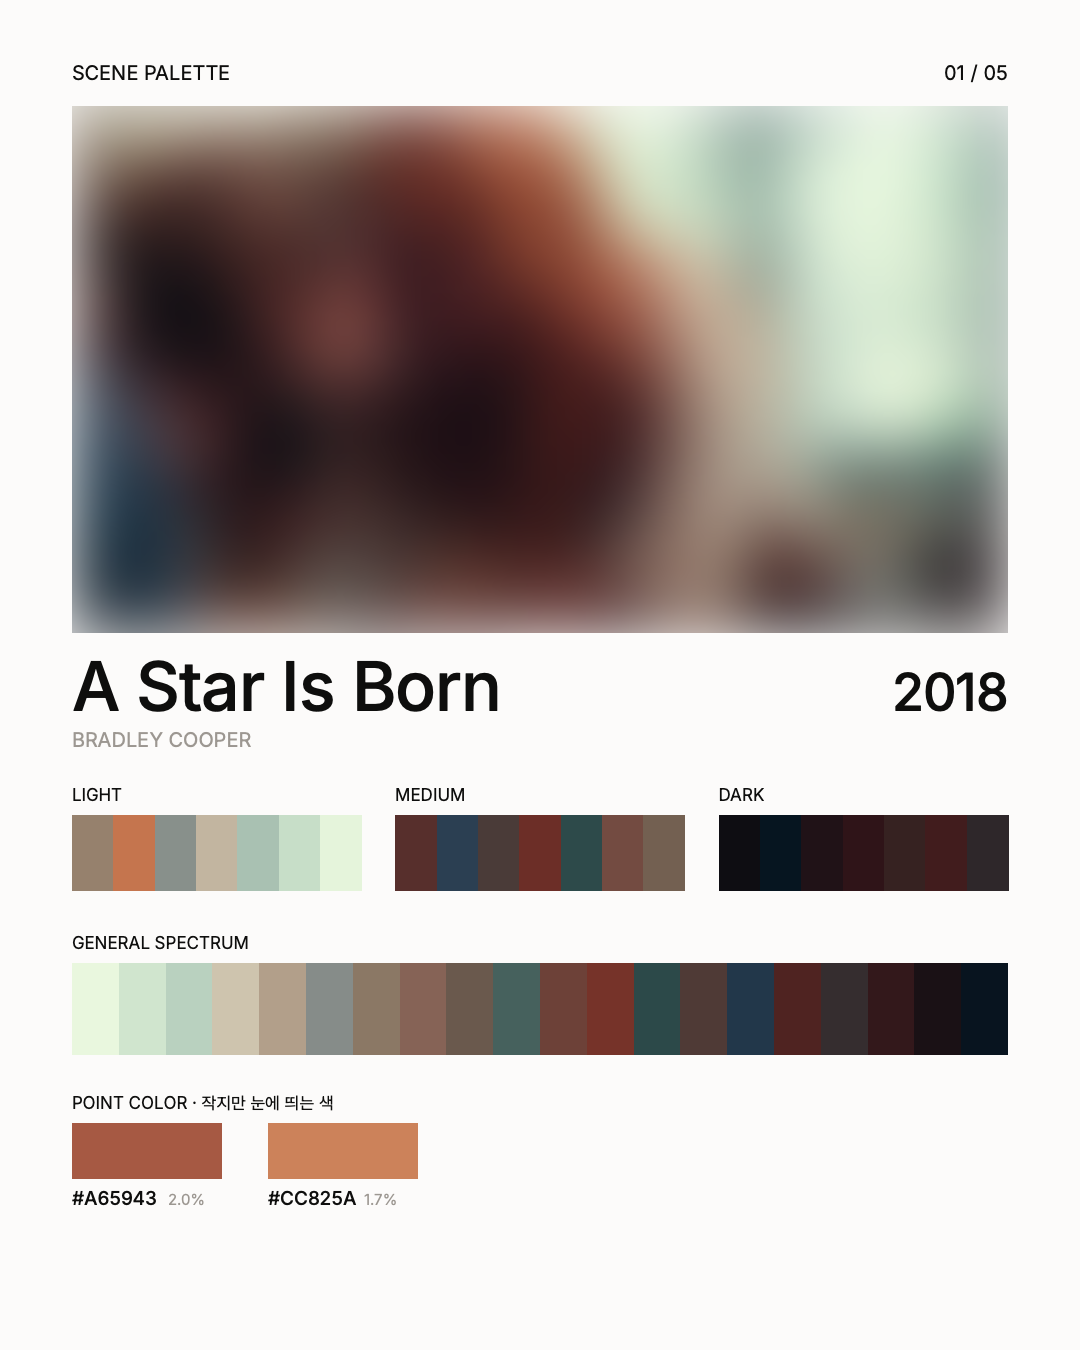 SCENE PALETTE 01 / 05
A Star Is Born 2018
BRADLEY COOPER
LIGHT MEDIUM DARK
GENERAL SPECTRUM
POINT COLOR · 작지만 눈에 띄는 색
#A65943 2.0% #CC825A 1.7%